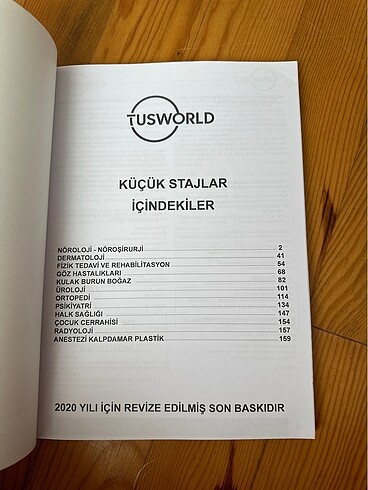 TUSWORLD
KÜÇÜK STAJLAR
İÇİNDEKİLER
NÖROLOJİ - NÖROŞİRURJİ 2
DERMATOLOJİ 41
FİZİK TEDAVİ VE REHABİLİTASYON 54
GÖZ HASTALIKLARI 68
KULAK BURUN BOĞAZ 82
ÜROLOJİ 101
ORTOPEDİ 114
PSİKİYATRİ 134
HALK SAĞLIĞI 147
ÇOCUK CERRAHİSİ 154
RADYOLOJİ 157
ANESTEZİ KALPDAMAR PLASTİK 159
2020 YILI İÇİN REVİZE EDİLMİŞ SON BASKIDIR